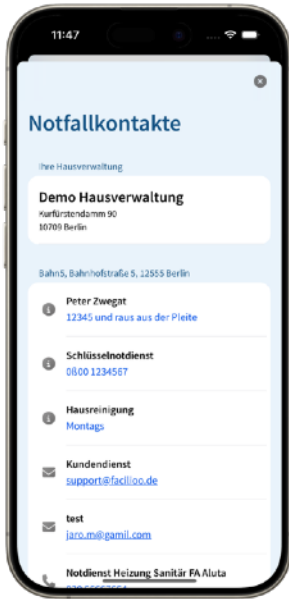 11:47
Notfallkontakte
Ihre Hausverwaltung
Demo Hausverwaltung
Kurfürstendamm 90
10709 Berlin
Bahn5, Bahnhofstraße 5, 12555 Berlin
Peter Zwegat
12345 und raus aus der Pleite
Schlüsselnotdienst
0800 1234567
Hausreinigung
Montags
Kundendienst
support@facilioo.de
test
jaro.m@gamil.com
Notdienst Heizung Sanitär FA Aluta